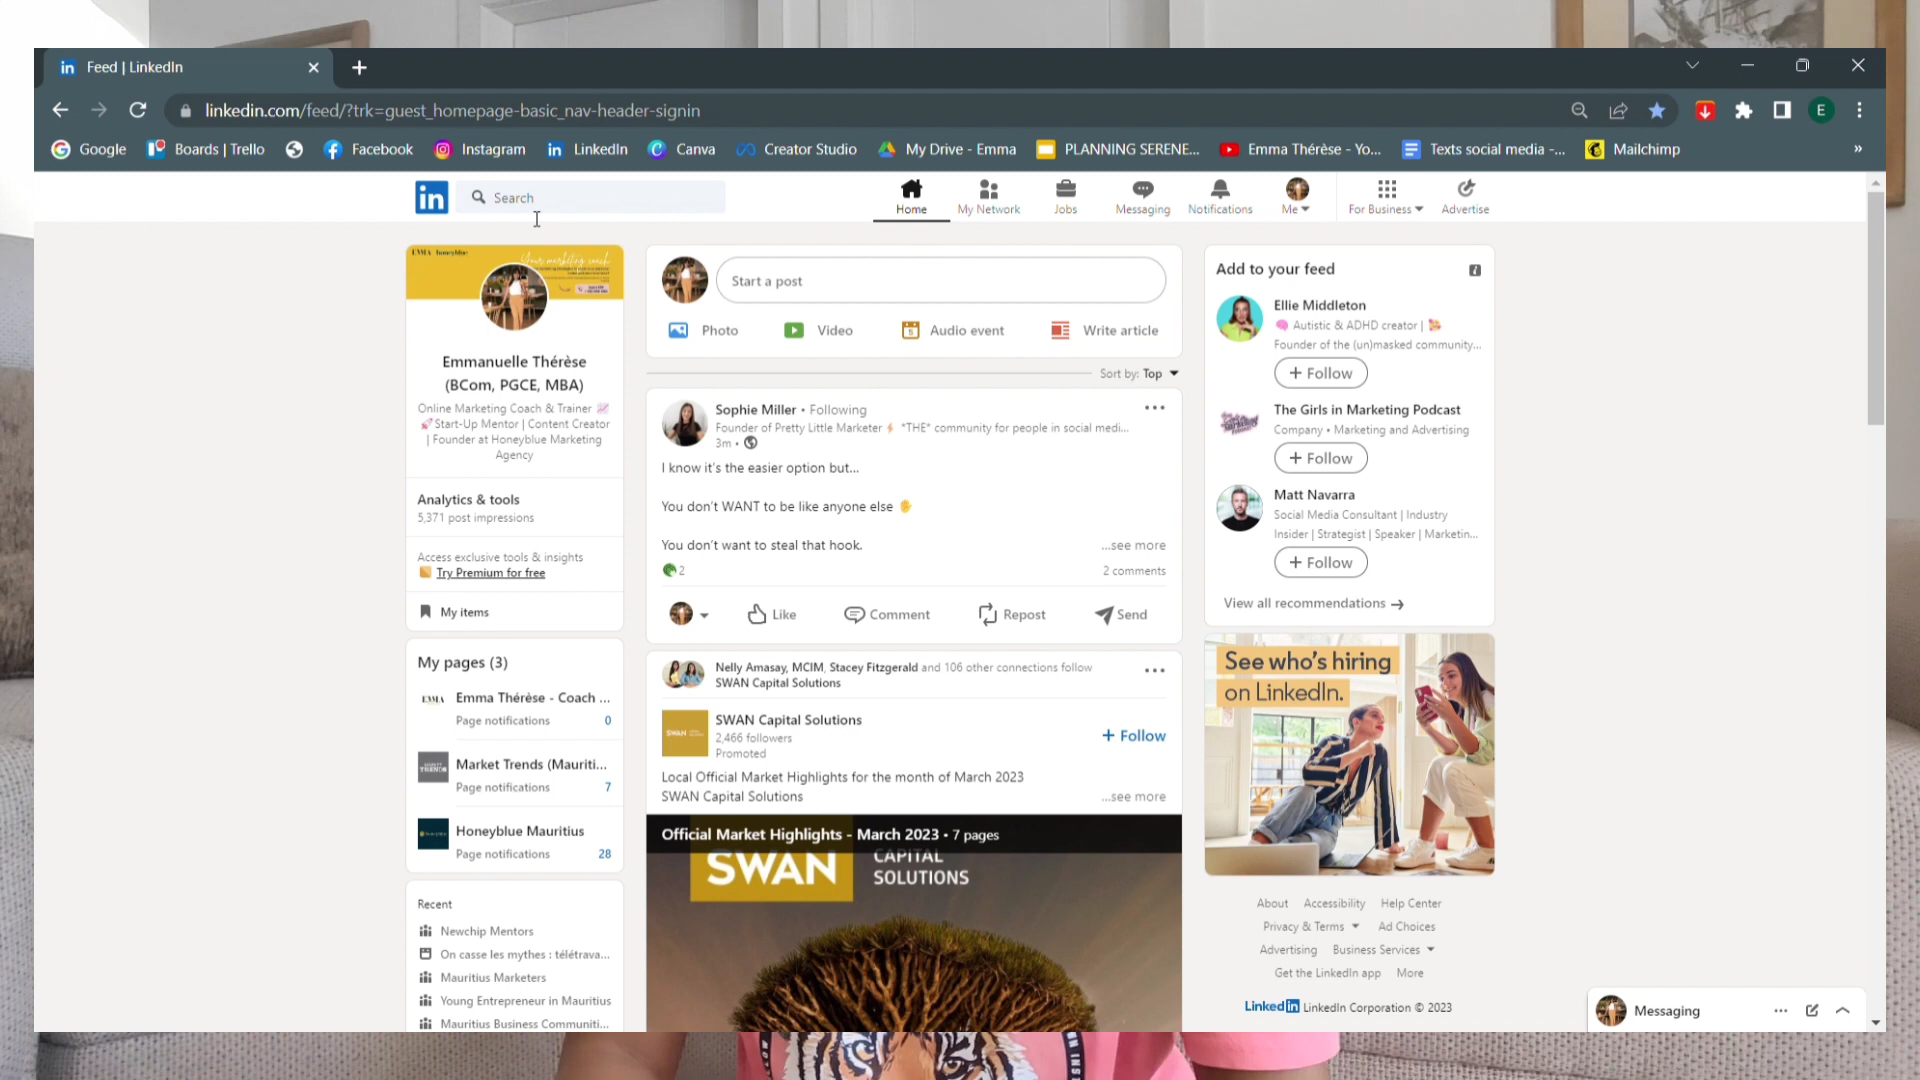 Feed | LinkedIn
linkedin.com/feed/?trk=guest_homepage-basic_nav-header-signin
E
Google
Boards | Trello
Facebook
Instagram
LinkedIn
Canva
Creator Studio
My Drive - Emma
PLANNING SERENE...
Emma Thérèse - Yo...
Texts social media -...
Mailchimp
»
in
Search
Home
My Network
Jobs
Messaging
Notifications
Me
For Business
Advertise
EMMA honeyblue
Your marketing coach
Emmanuelle Thérèse
(BCom, PGCE, MBA)
Online Marketing Coach & Trainer 📈
🚀Start-Up Mentor | Content Creator
| Founder at Honeyblue Marketing
Agency
Analytics & tools
5,371 post impressions
Access exclusive tools & insights
Try Premium for free
My items
My pages (3)
EMMA
Emma Thérèse - Coach ...
Page notifications 0
Market Trends (Mauriti...
Page notifications 7
Honeyblue Mauritius
Page notifications 28
Recent
Newchip Mentors
On casse les mythes : télétrava...
Mauritius Marketers
Young Entrepreneur in Mauritius
Mauritius Business Communiti...
Start a post
Photo
Video
Audio event
Write article
Sort by: Top
Sophie Miller • Following
Founder of Pretty Little Marketer ⚡ *THE* community for people in social medi...
3m •
I know it's the easier option but...
You don't WANT to be like anyone else ✋
You don't want to steal that hook.
...see more
2
2 comments
Like
Comment
Repost
Send
Nelly Amasay, MCIM, Stacey Fitzgerald and 106 other connections follow
SWAN Capital Solutions
SWAN
SWAN Capital Solutions
2,466 followers
Promoted
+ Follow
Local Official Market Highlights for the month of March 2023
SWAN Capital Solutions
...see more
Official Market Highlights - March 2023 • 7 pages
SWAN
CAPITAL
SOLUTIONS
Add to your feed
Ellie Middleton
🧠 Autistic & ADHD creator |
Founder of the (un)masked community...
+ Follow
The Girls in Marketing Podcast
Company • Marketing and Advertising
+ Follow
Matt Navarra
Social Media Consultant | Industry
Insider | Strategist | Speaker | Marketin...
+ Follow
View all recommendations →
See who's hiring
on LinkedIn.
About
Accessibility
Help Center
Privacy & Terms
Ad Choices
Advertising
Business Services
Get the LinkedIn app
More
LinkedIn LinkedIn Corporation © 2023
Messaging